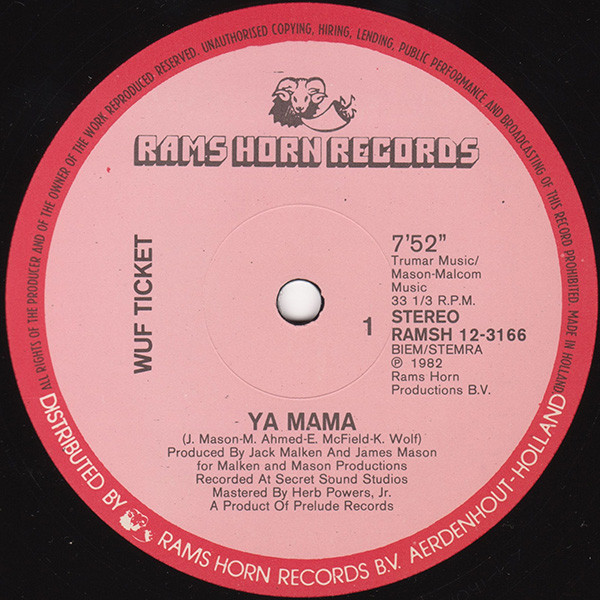 ALL RIGHTS OF THE PRODUCER AND OF THE OWNER OF THE WORK REPRODUCED RESERVED. UNAUTHORISED COPYING, HIRING, LENDING, PUBLIC PERFORMANCE AND BROADCASTING OF THIS RECORD PROHIBITED. MADE IN HOLLAND
RAMS HORN RECORDS
WUF TICKET
7'52"
Trumar Music/
Mason-Malcom
Music
33 1/3 R.P.M.
STEREO
1
RAMSH 12-3166
BIEM/STEMRA
℗ 1982
Rams Horn
Productions B.V.
YA MAMA
(J. Mason-M. Ahmed-E. McField-K. Wolf)
Produced By Jack Malken and James Mason
for Malken and Mason Productions
Recorded At Secret Sound Studios
Mastered By Herb Powers, Jr.
A Product Of Prelude Records
DISTRIBUTED BY RAMS HORN RECORDS B.V. AERDENHOUT-HOLLAND